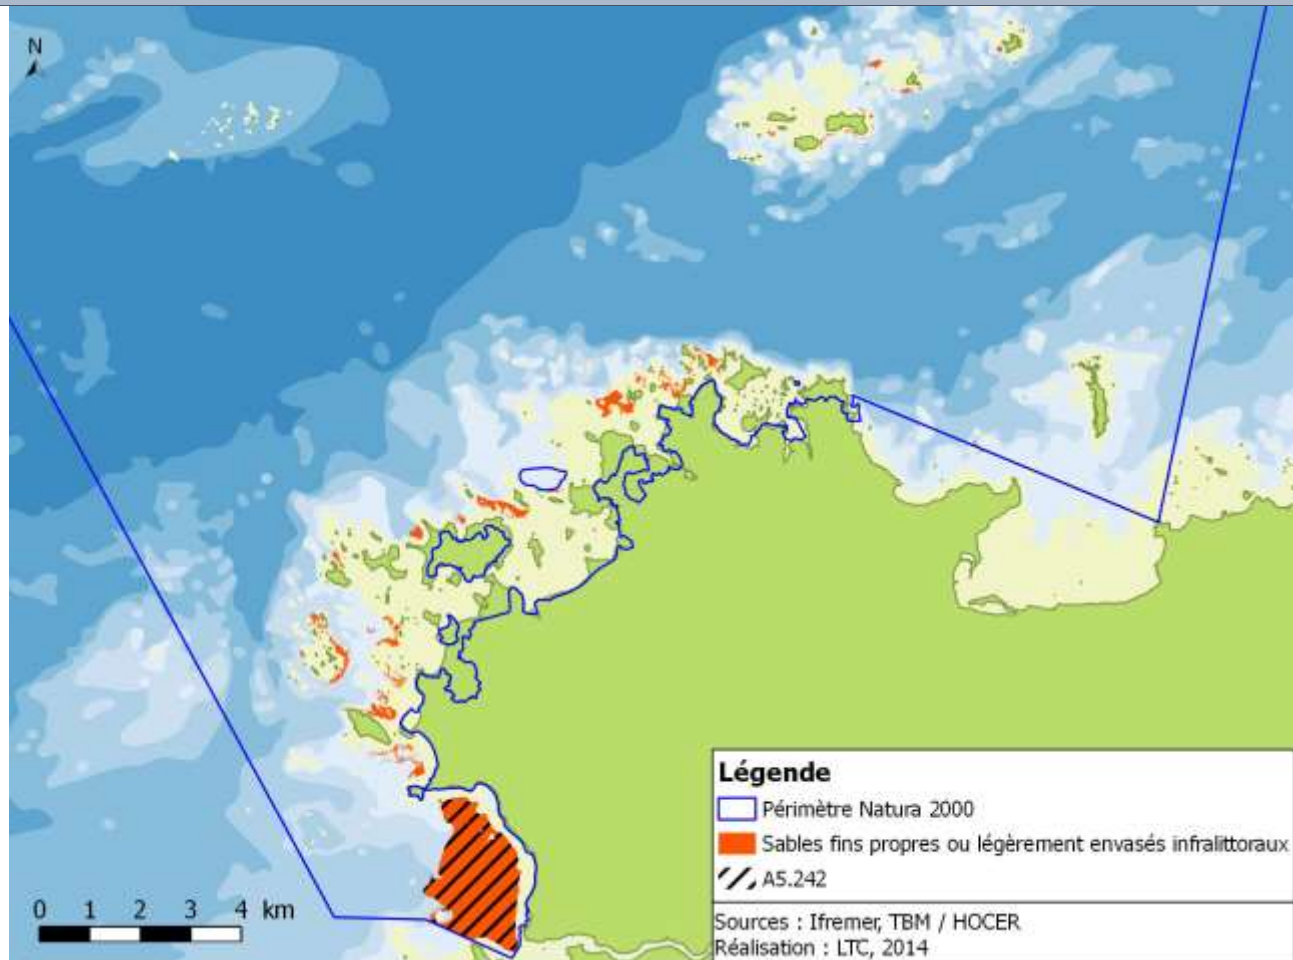 N
Légende
Périmètre Natura 2000
Sables fins propres ou légèrement envasés infralittoraux
A5.242
0 1 2 3 4 km
Sources : Ifremer, TBM / HOCER
Réalisation : LTC, 2014